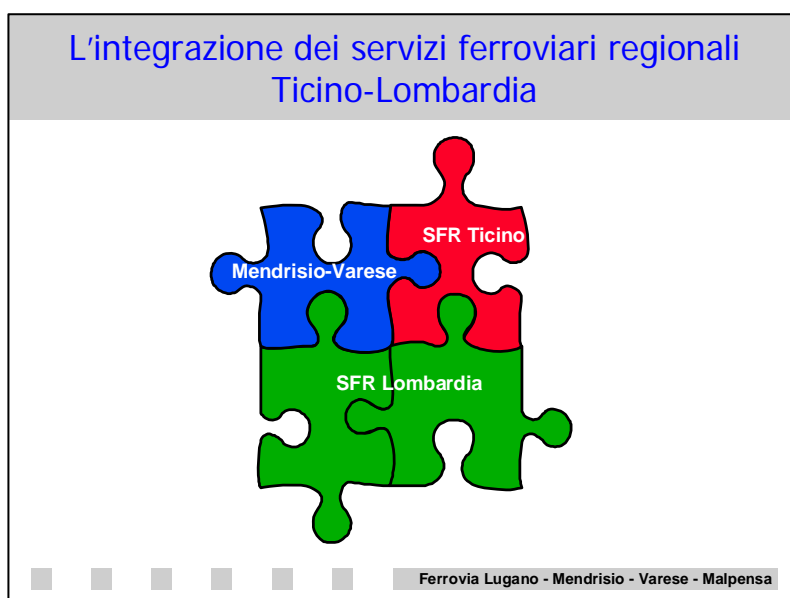 L'integrazione dei servizi ferroviari regionali
Ticino-Lombardia
SFR Ticino
Mendrisio-Varese
SFR Lombardia
Ferrovia Lugano - Mendrisio - Varese - Malpensa